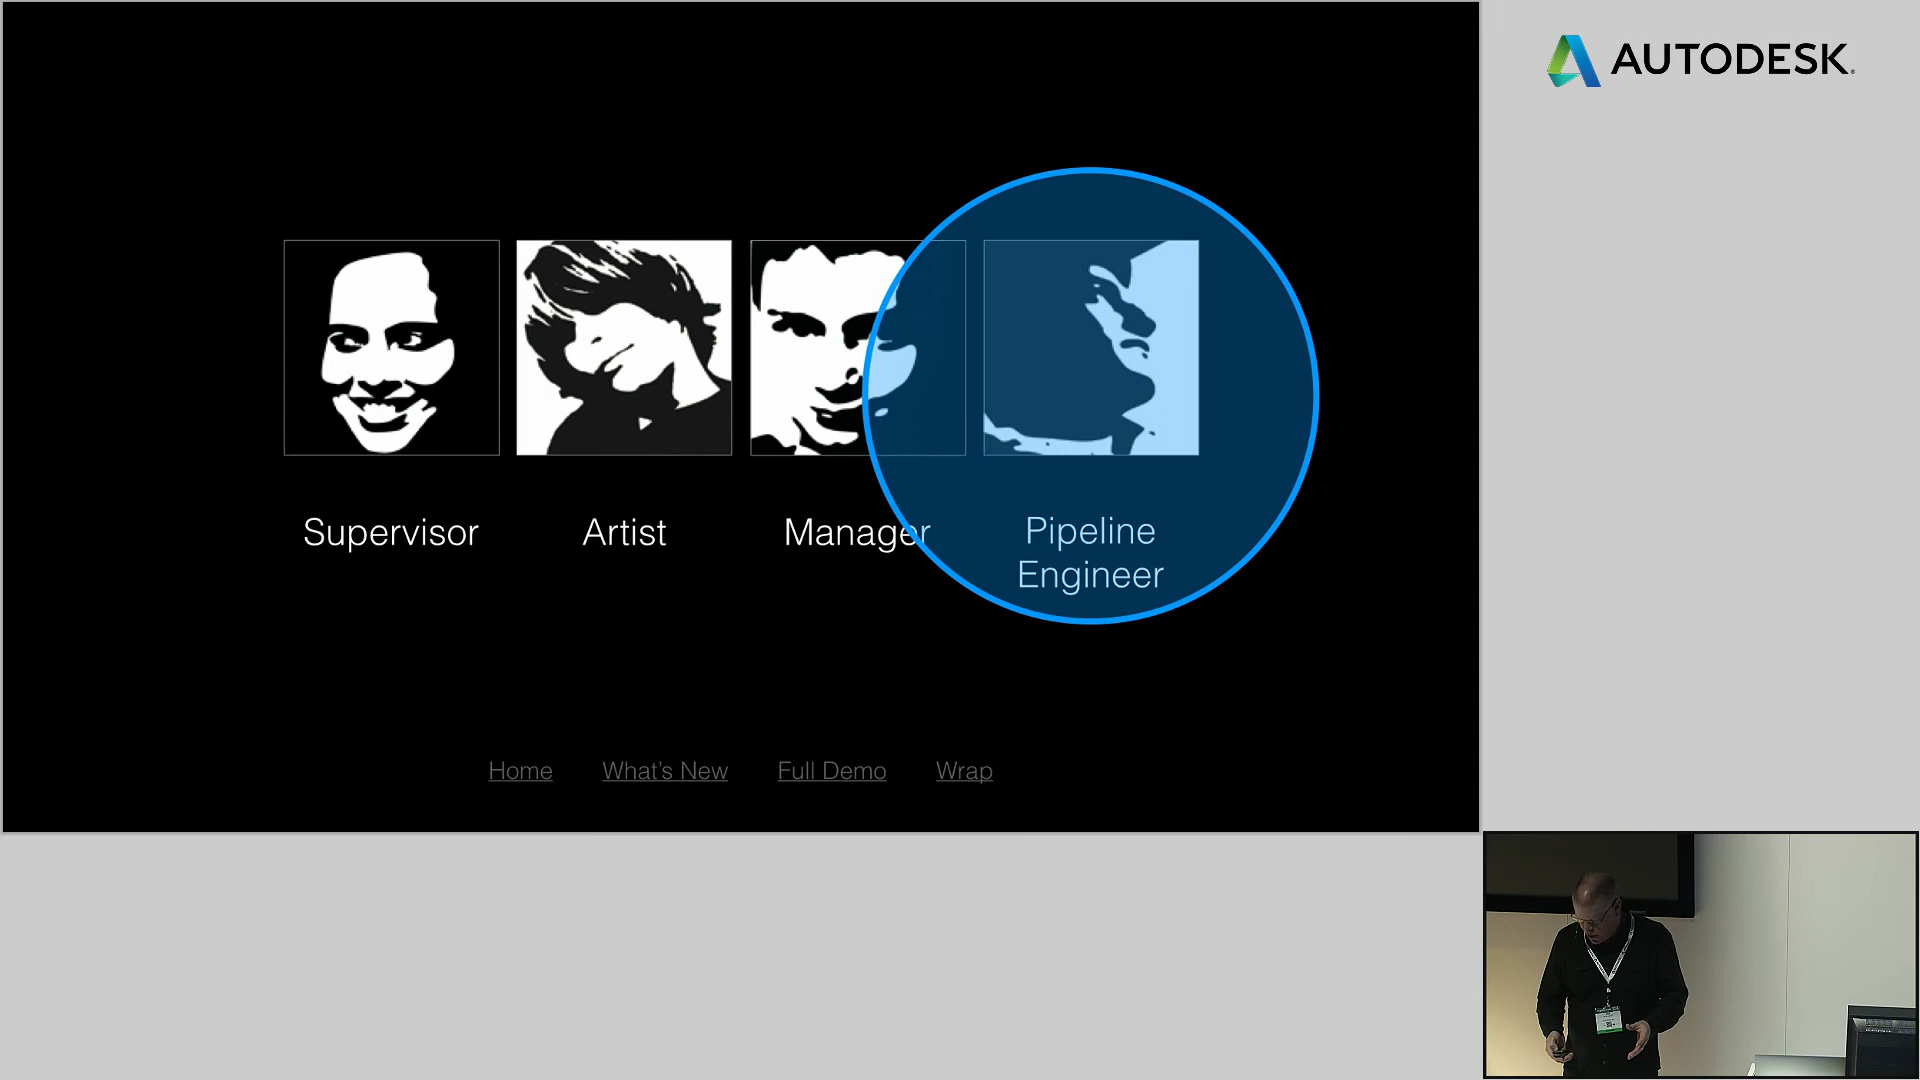 AUTODESK.
Supervisor
Artist
Manager
Pipeline
Engineer
Home
What's New
Full Demo
Wrap